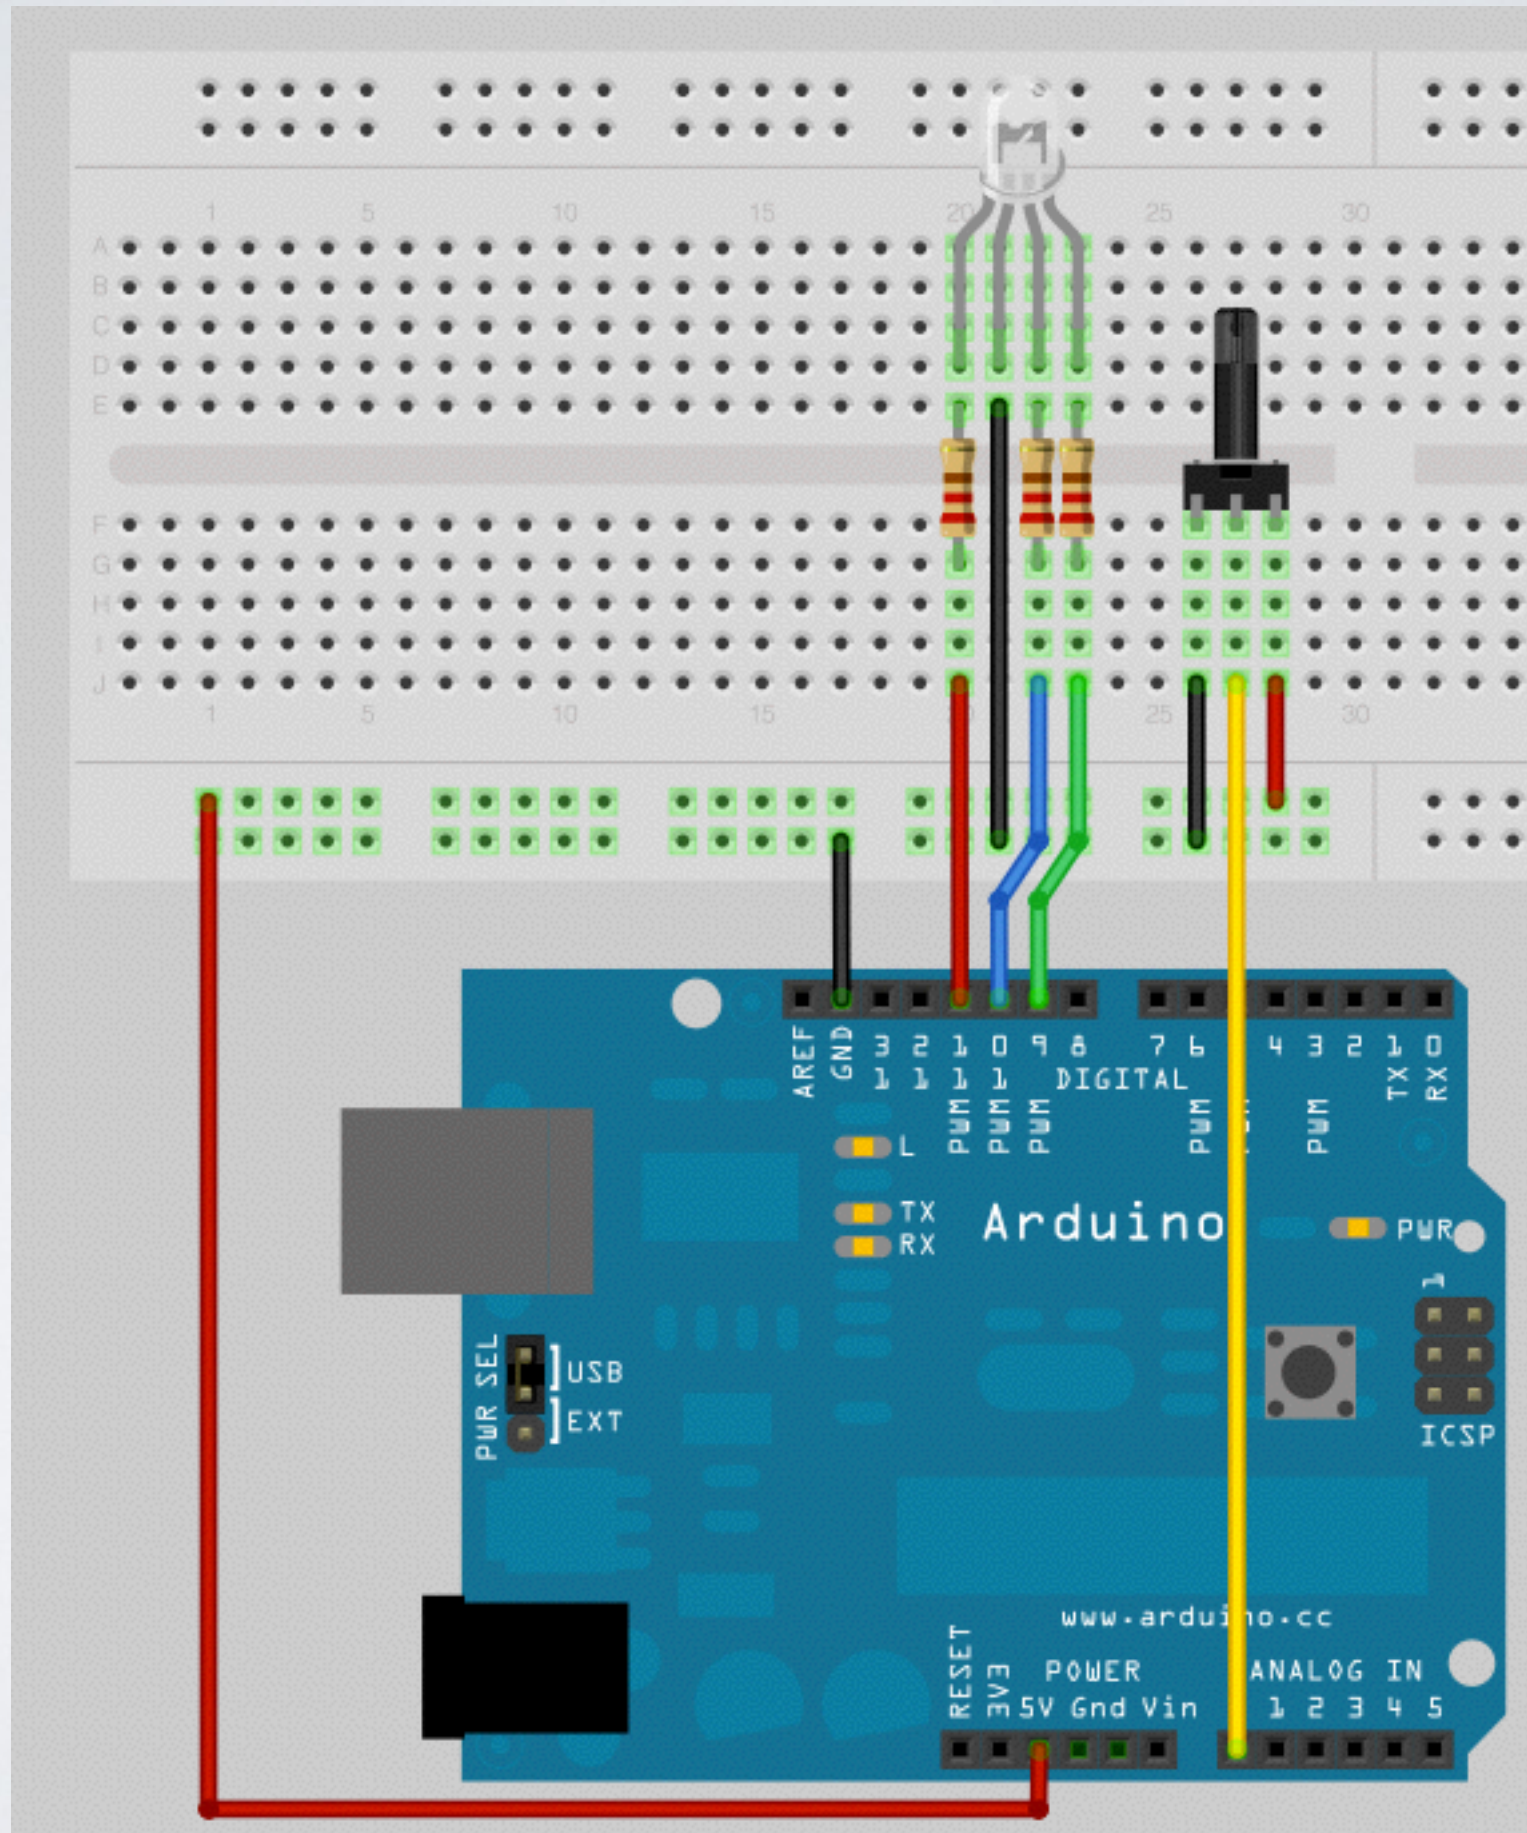 1 5 10 15 20 25 30
A
B
C
D
E
F
G
H
I
J
1 5 10 15 25 30
AREF
GND
13
12
11
10
9
8
7
6
4
3
2
1
0
TX
RX
DIGITAL
PWM
PWM
PWM
PWM
PWM
L
TX
RX
Arduino
PWR
1
PWR SEL
USB
EXT
ICSP
www.arduino.cc
RESET
3V3
POWER
5V Gnd Vin
ANALOG IN
1 2 3 4 5